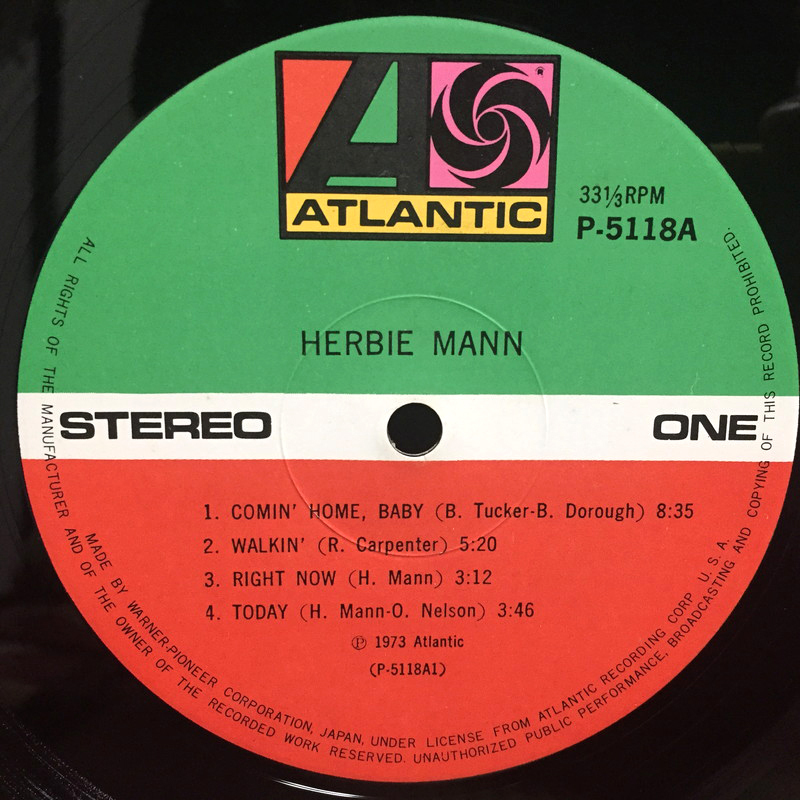 ATLANTIC
®
33⅓RPM
P-5118A
HERBIE MANN
STEREO
ONE
1. COMIN' HOME, BABY (B. Tucker-B. Dorough) 8:35
2. WALKIN' (R. Carpenter) 5:20
3. RIGHT NOW (H. Mann) 3:12
4. TODAY (H. Mann-O. Nelson) 3:46
℗ 1973 Atlantic
(P-5118A1)
MADE BY WARNER-PIONEER CORPORATION, JAPAN, UNDER LICENSE FROM ATLANTIC RECORDING CORP U. S. A.
ALL RIGHTS OF THE MANUFACTURER AND OF THE OWNER OF THE RECORDED WORK RESERVED. UNAUTHORIZED PUBLIC PERFORMANCE, BROADCASTING AND COPYING OF THIS RECORD PROHIBITED.